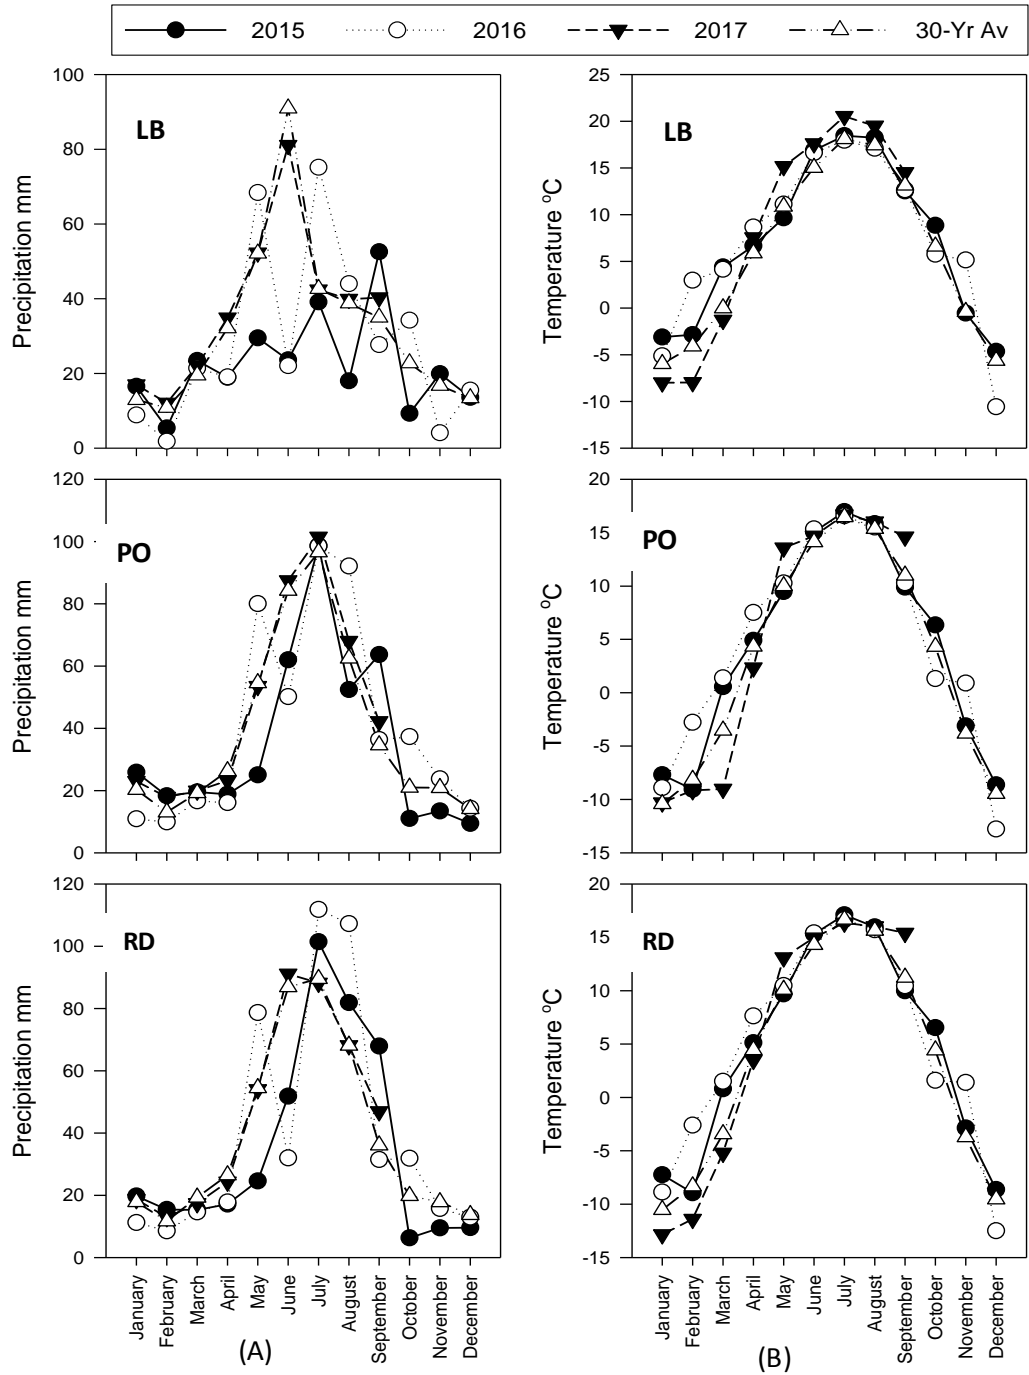 2015 2016 2017 30-Yr Av
LB
Precipitation mm
100
80
60
40
20
0
LB
Temperature °C
25
20
15
10
5
0
-5
-10
-15
PO
Precipitation mm
120
100
80
60
40
20
0
PO
Temperature °C
20
15
10
5
0
-5
-10
-15
RD
Precipitation mm
120
100
80
60
40
20
0
RD
Temperature °C
20
15
10
5
0
-5
-10
-15
January
February
March
April
May
June
July
August
September
October
November
December
January
February
March
April
May
June
July
August
September
October
November
December
(A)
(B)